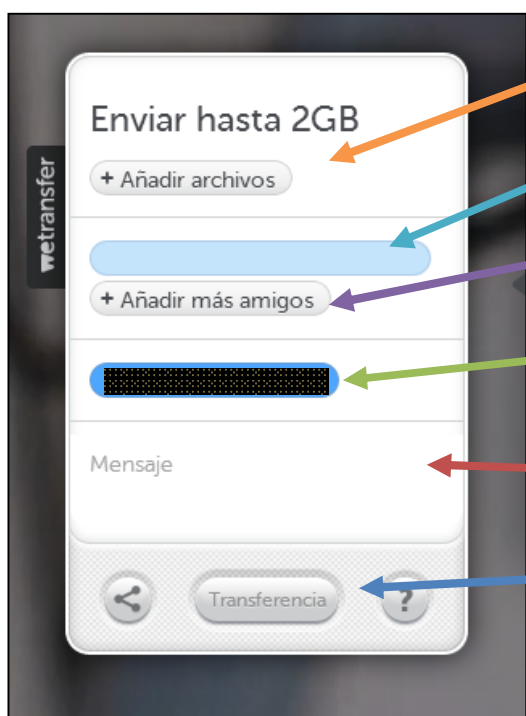 Enviar hasta 2GB
+ Añadir archivos
wetransfer
+ Añadir más amigos
Mensaje
Transferencia
?